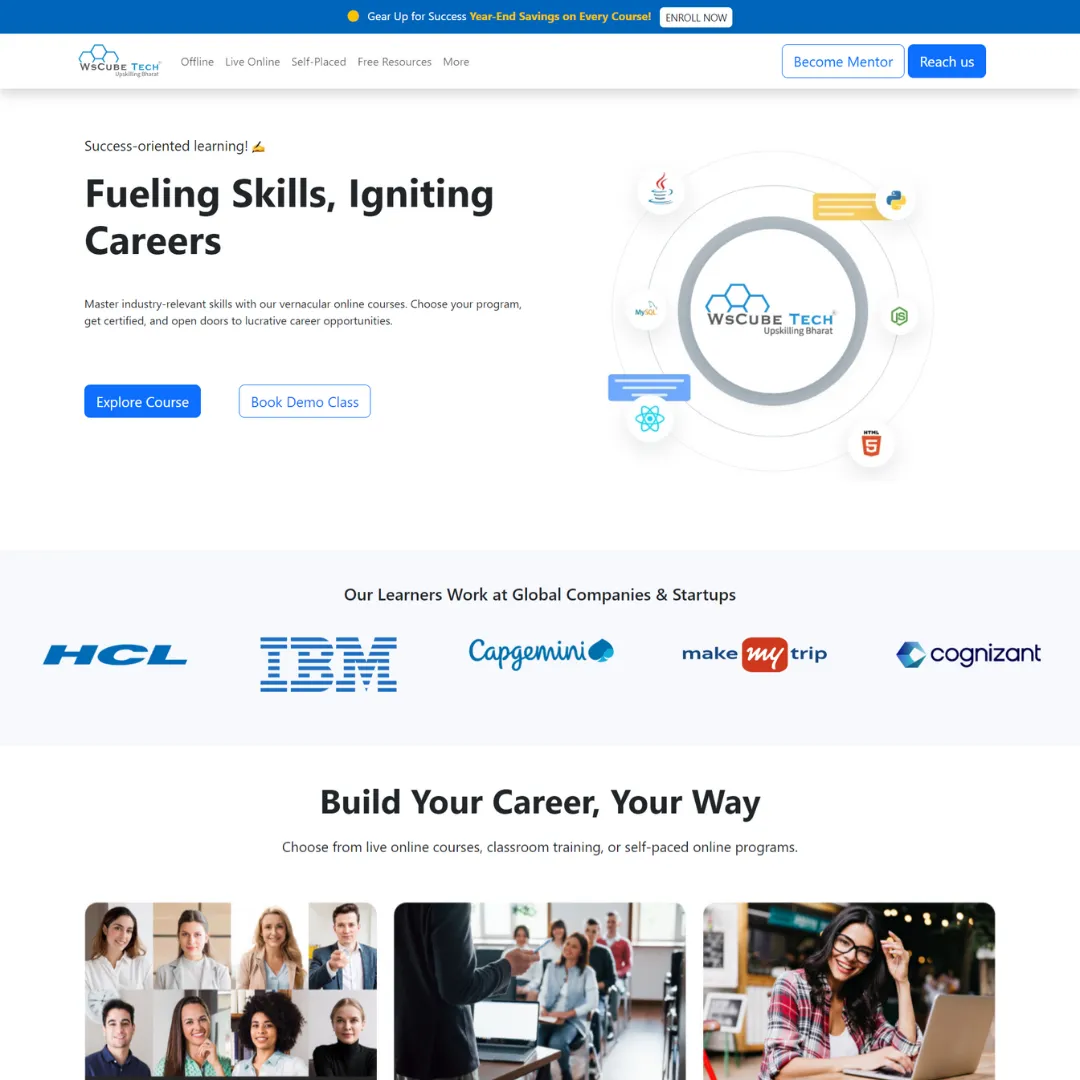 Gear Up for Success Year-End Savings on Every Course! ENROLL NOW
WsCube Tech®
Upskilling Bharat
Offline Live Online Self-Placed Free Resources More
Become Mentor Reach us
Success-oriented learning! ✍️
Fueling Skills, Igniting
Careers
Master industry-relevant skills with our vernacular online courses. Choose your program,
get certified, and open doors to lucrative career opportunities.
Explore Course Book Demo Class
MySQL
WsCube Tech®
Upskilling Bharat
JS
HTML
5
Our Learners Work at Global Companies & Startups
HCL IBM Capgemini make my trip cognizant
Build Your Career, Your Way
Choose from live online courses, classroom training, or self-paced online programs.